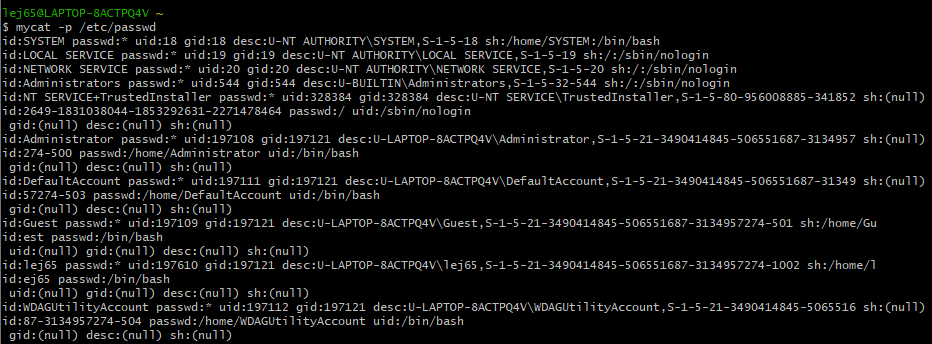 lej65@LAPTOP-8ACTPQ4V ~
$ mycat -p /etc/passwd
id:SYSTEM passwd:* uid:18 gid:18 desc:U-NT AUTHORITY\SYSTEM,S-1-5-18 sh:/home/SYSTEM:/bin/bash
id:LOCAL SERVICE passwd:* uid:19 gid:19 desc:U-NT AUTHORITY\LOCAL SERVICE,S-1-5-19 sh:/:/sbin/nologin
id:NETWORK SERVICE passwd:* uid:20 gid:20 desc:U-NT AUTHORITY\NETWORK SERVICE,S-1-5-20 sh:/:/sbin/nologin
id:Administrators passwd:* uid:544 gid:544 desc:U-BUILTIN\Administrators,S-1-5-32-544 sh:/:/sbin/nologin
id:NT SERVICE+TrustedInstaller passwd:* uid:328384 gid:328384 desc:U-NT SERVICE\TrustedInstaller,S-1-5-80-956008885-341852 sh:(null)
id:2649-1831038044-1853292631-2271478464 passwd:/ uid:/sbin/nologin
 gid:(null) desc:(null) sh:(null)
id:Administrator passwd:* uid:197108 gid:197121 desc:U-LAPTOP-8ACTPQ4V\Administrator,S-1-5-21-3490414845-506551687-3134957 sh:(null)
id:274-500 passwd:/home/Administrator uid:/bin/bash
 gid:(null) desc:(null) sh:(null)
id:DefaultAccount passwd:* uid:197111 gid:197121 desc:U-LAPTOP-8ACTPQ4V\DefaultAccount,S-1-5-21-3490414845-506551687-31349 sh:(null)
id:57274-503 passwd:/home/DefaultAccount uid:/bin/bash
 gid:(null) desc:(null) sh:(null)
id:Guest passwd:* uid:197109 gid:197121 desc:U-LAPTOP-8ACTPQ4V\Guest,S-1-5-21-3490414845-506551687-3134957274-501 sh:/home/Gu
id:est passwd:/bin/bash
 uid:(null) gid:(null) desc:(null) sh:(null)
id:lej65 passwd:* uid:197610 gid:197121 desc:U-LAPTOP-8ACTPQ4V\lej65,S-1-5-21-3490414845-506551687-3134957274-1002 sh:/home/l
id:ej65 passwd:/bin/bash
 uid:(null) gid:(null) desc:(null) sh:(null)
id:WDAGUtilityAccount passwd:* uid:197112 gid:197121 desc:U-LAPTOP-8ACTPQ4V\WDAGUtilityAccount,S-1-5-21-3490414845-5065516 sh:(null)
id:87-3134957274-504 passwd:/home/WDAGUtilityAccount uid:/bin/bash
 gid:(null) desc:(null) sh:(null)